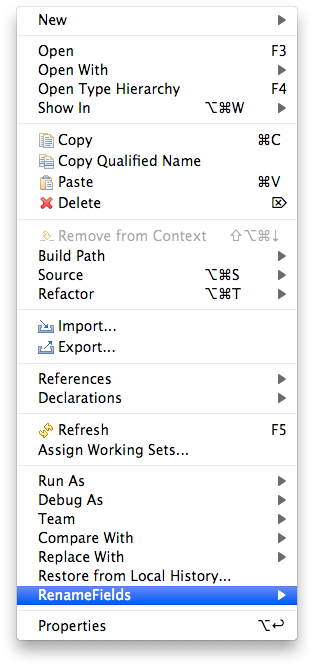 New
Open F3
Open With
Open Type Hierarchy F4
Show In ⌥⌘W
Copy ⌘C
Copy Qualified Name
Paste ⌘V
Delete ⌦
Remove from Context ⇧⌥⌘↓
Build Path
Source ⌥⌘S
Refactor ⌥⌘T
Import...
Export...
References
Declarations
Refresh F5
Assign Working Sets...
Run As
Debug As
Team
Compare With
Replace With
Restore from Local History...
RenameFields
Properties ⌥↩